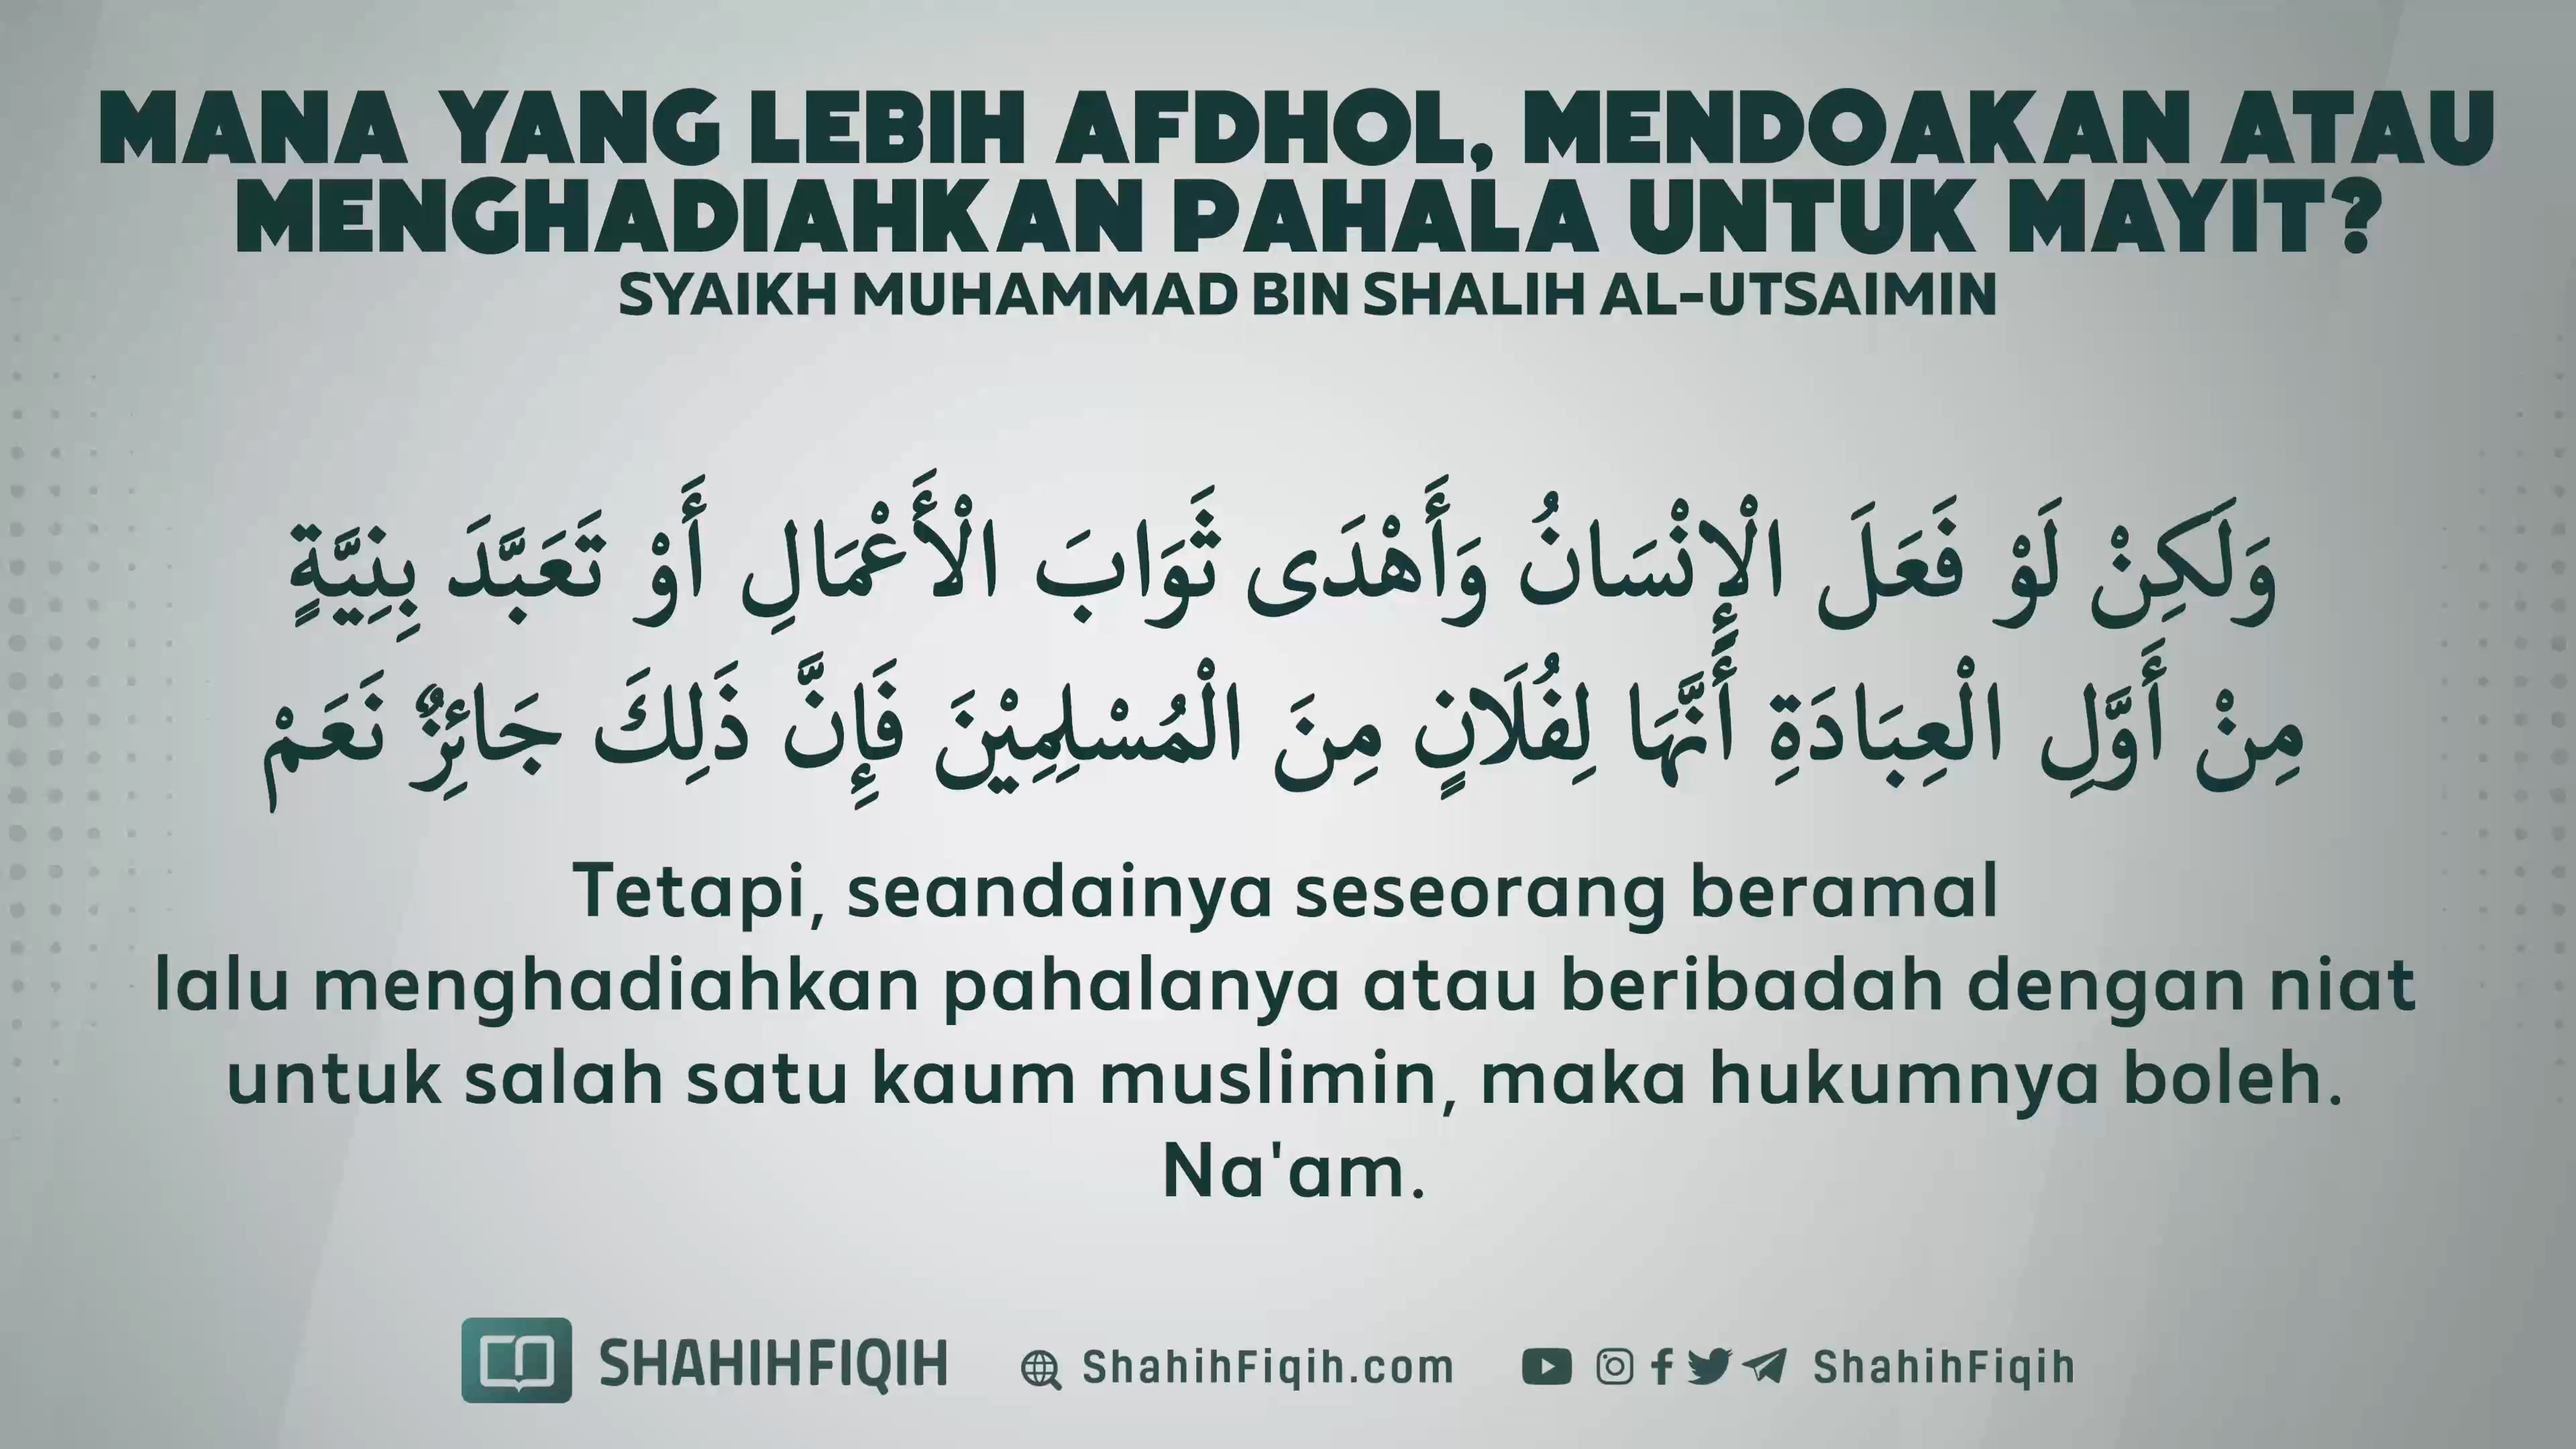 MANA YANG LEBIH AFDHOL, MENDOAKAN ATAU
MENGHADIAHKAN PAHALA UNTUK MAYIT?
SYAIKH MUHAMMAD BIN SHALIH AL-UTSAIMIN
وَلَكِنْ لَوْ فَعَلَ الْإِنْسَانُ وَأَهْدَى ثَوَابَ الْأَعْمَالِ أَوْ تَعَبَّدَ بِنِيَّةٍ
مِنْ أَوَّلِ الْعِبَادَةِ أَنَّهَا لِفُلَانٍ مِنَ الْمُسْلِمِيْنَ فَإِنَّ ذَلِكَ جَائِزٌ نَعَمْ
Tetapi, seandainya seseorang beramal
lalu menghadiahkan pahalanya atau beribadah dengan niat
untuk salah satu kaum muslimin, maka hukumnya boleh.
Na'am.
SHAHIHFIQIH ShahihFiqih.com ShahihFiqih